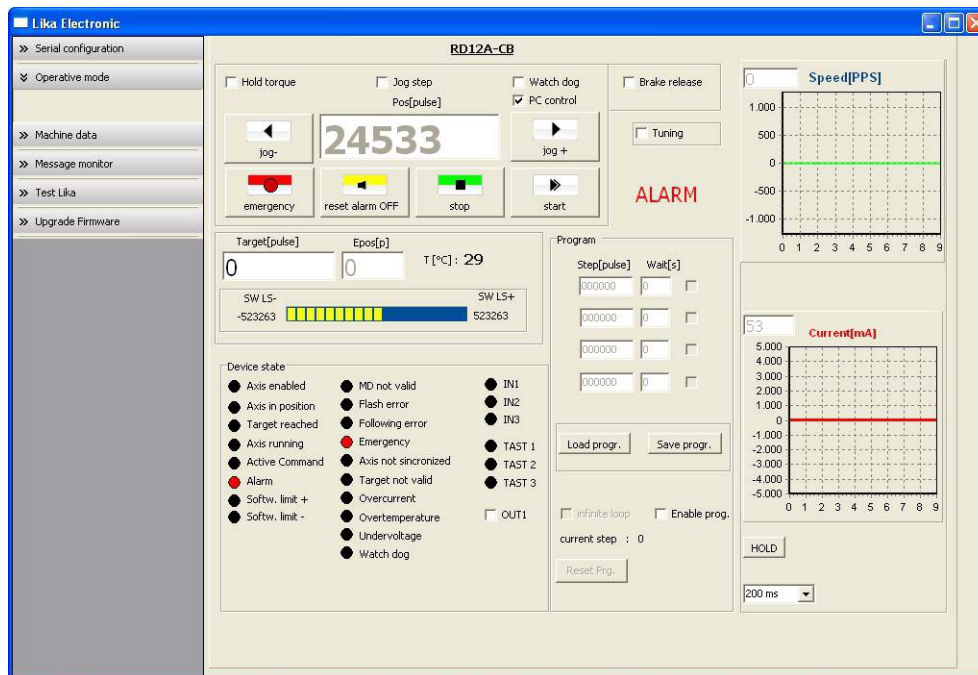 Lika Electronic
Serial configuration
Operative mode
Machine data
Message monitor
Test Lika
Upgrade Firmware
RD12A-CB
Hold torque
Jog step
Watch dog
Pos[pulse]
PC control
24533
jog-
jog +
emergency
reset alarm OFF
stop
start
Brake release
Tuning
ALARM
Target[pulse]
Epos[p]
0
0
T [°C] : 29
SW LS-
SW LS+
-523263
523263
Device state
Axis enabled
Axis in position
Target reached
Axis running
Active Command
Alarm
Softw. limit +
Softw. limit -
MD not valid
Flash error
Following error
Emergency
Axis not sincronized
Target not valid
Overcurrent
Overtemperature
Undervoltage
Watch dog
IN1
IN2
IN3
TAST 1
TAST 2
TAST 3
OUT1
Program
Step[pulse] Wait[s]
000000 0
000000 0
000000 0
000000 0
Load progr.
Save progr.
infinite loop
Enable prog.
current step : 0
Reset Prg.
0
Speed[PPS]
1.000
500
0
-500
-1.000
0 1 2 3 4 5 6 7 8 9
53
Current[mA]
5.000
4.000
3.000
2.000
1.000
0
-1.000
-2.000
-3.000
-4.000
-5.000
0 1 2 3 4 5 6 7 8 9
HOLD
200 ms